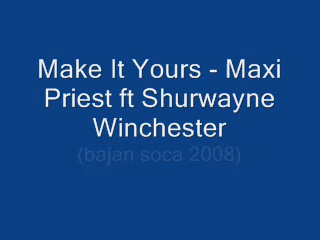 Make It Yours - Maxi
Priest ft Shurwayne
Winchester
(bajan soca 2008)